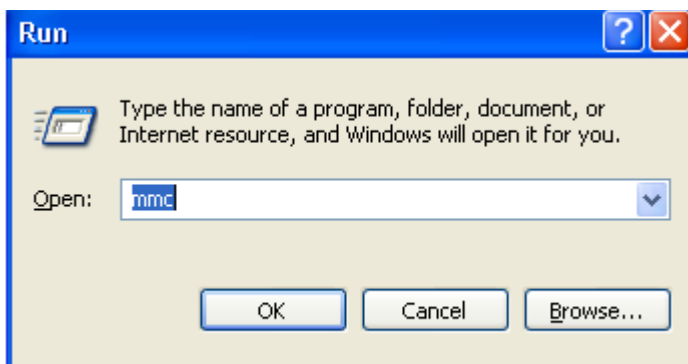 Run
Type the name of a program, folder, document, or
Internet resource, and Windows will open it for you.
Open: mmc
OK Cancel Browse...